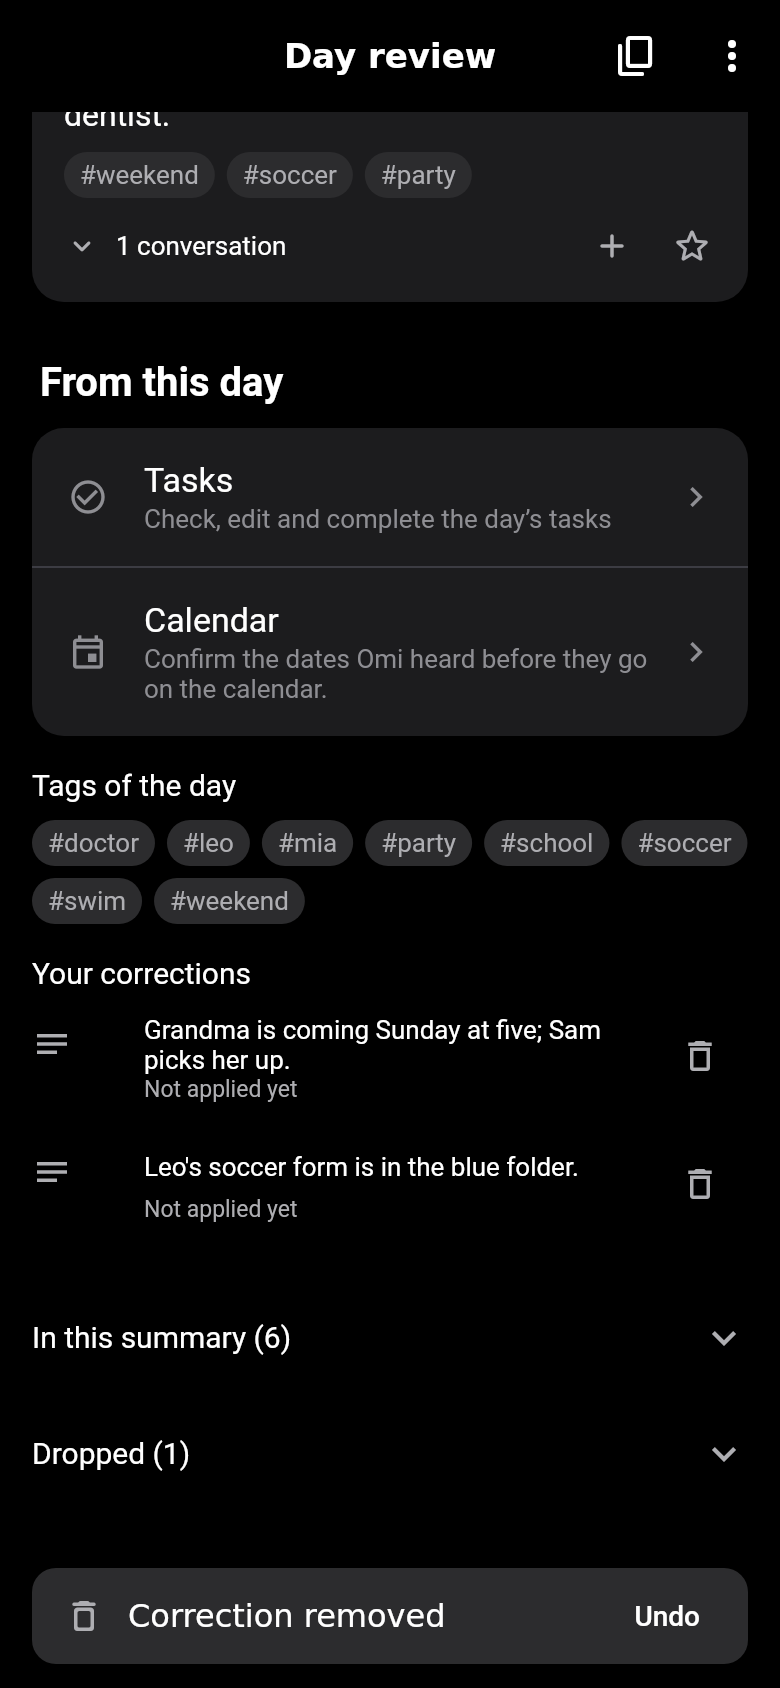 Day review
dentist.
#weekend #soccer #party
1 conversation
From this day
Tasks
Check, edit and complete the day’s tasks
Calendar
Confirm the dates Omi heard before they go
on the calendar.
Tags of the day
#doctor #leo #mia #party #school #soccer
#swim #weekend
Your corrections
Grandma is coming Sunday at five; Sam
picks her up.
Not applied yet
Leo's soccer form is in the blue folder.
Not applied yet
In this summary (6)
Dropped (1)
Correction removed Undo